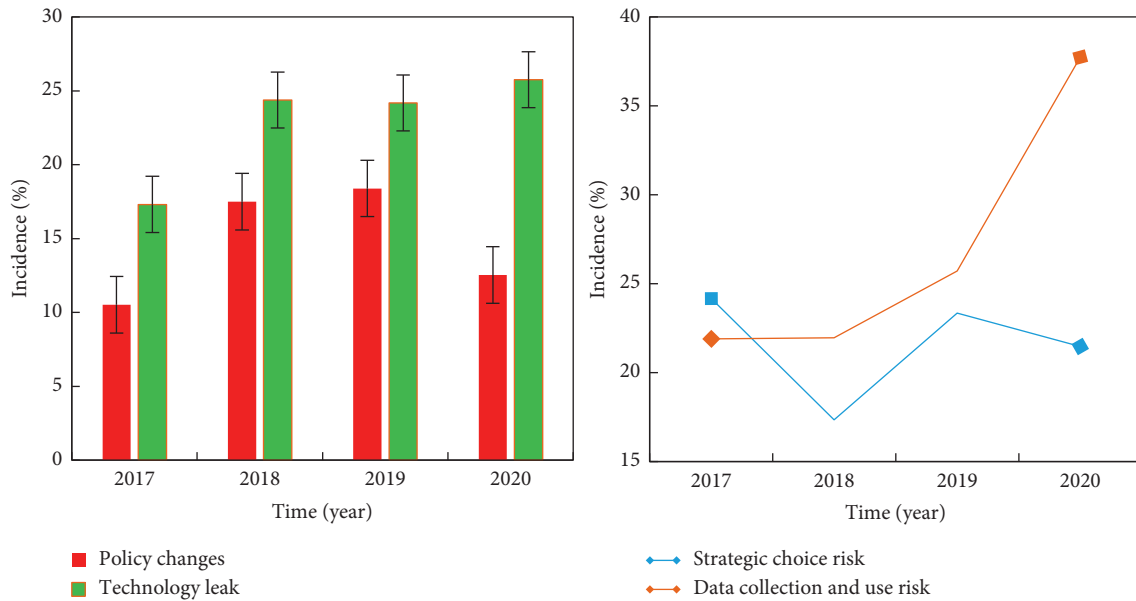 30
25
20
15
10
5
0
Incidence (%)
2017 2018 2019 2020
Time (year)
Policy changes
Technology leak
40
35
30
25
20
15
Incidence (%)
2017 2018 2019 2020
Time (year)
Strategic choice risk
Data collection and use risk